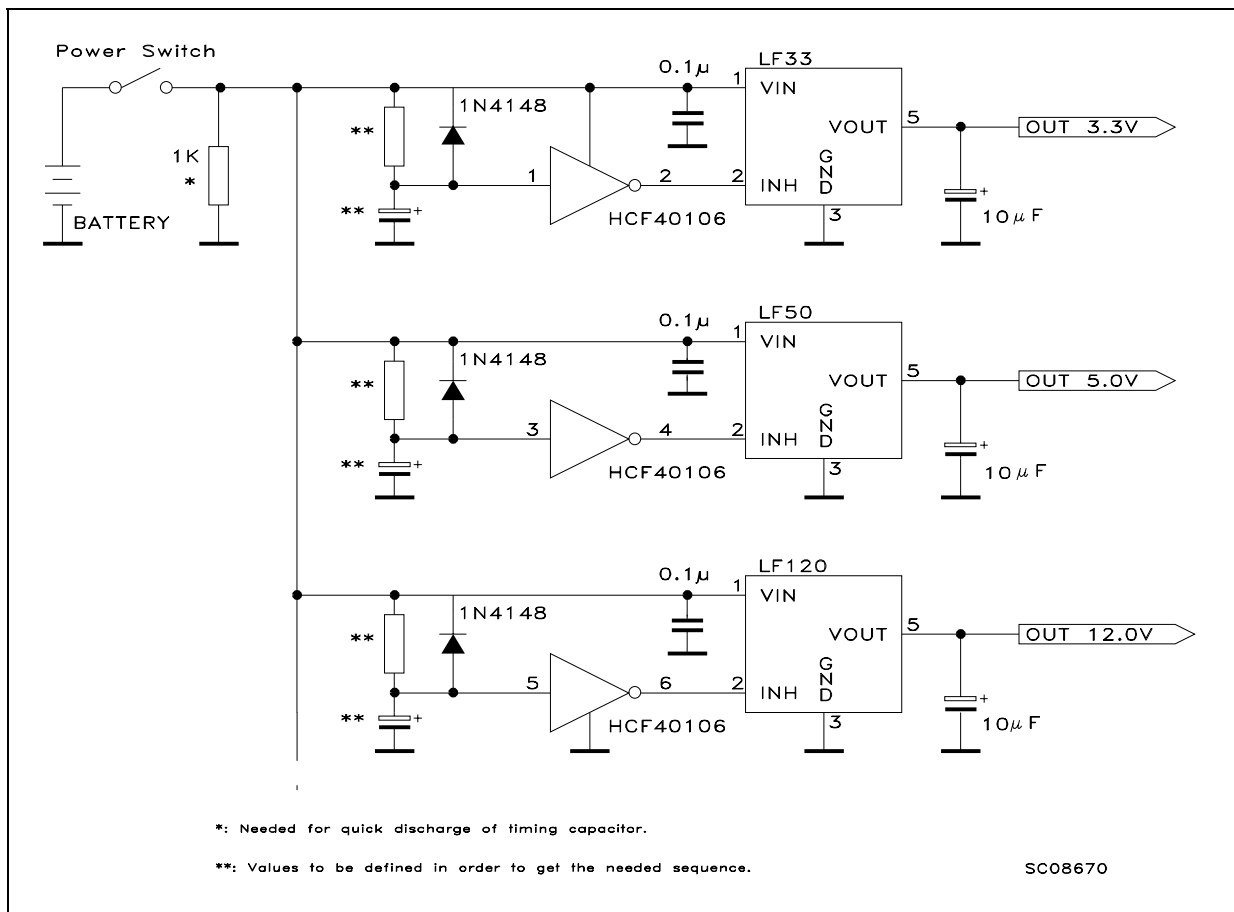 Power Switch
1K
*
BATTERY
**
1N4148
**
+
1
2
HCF40106
0.1μ
LF33
1
VIN
VOUT
5
2
INH
GND
3
+
10μF
OUT 3.3V
**
1N4148
**
+
3
4
HCF40106
0.1μ
LF50
1
VIN
VOUT
5
2
INH
GND
3
+
10μF
OUT 5.0V
**
1N4148
**
+
5
6
HCF40106
0.1μ
LF120
1
VIN
VOUT
5
2
INH
GND
3
+
10μF
OUT 12.0V
*: Needed for quick discharge of timing capacitor.
**: Values to be defined in order to get the needed sequence.
SC08670